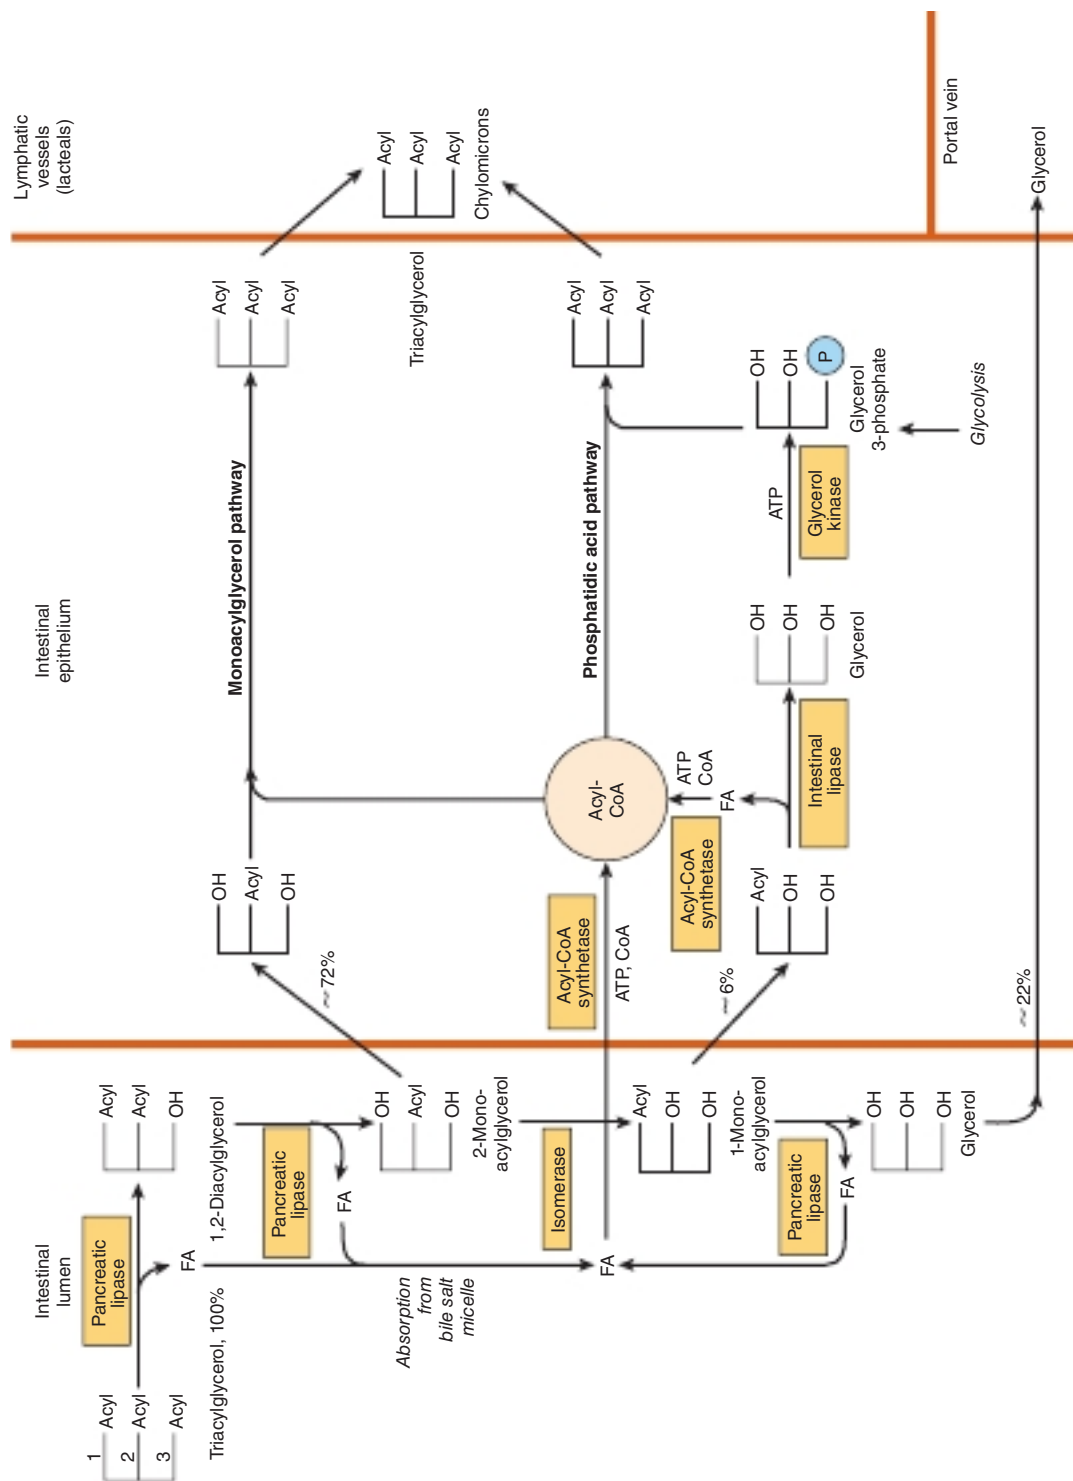 Intestinal
lumen
Intestinal
epithelium
Lymphatic
vessels
(lacteals)
1
Acyl
2
Acyl
3
Acyl
Triacylglycerol, 100%
Pancreatic
lipase
FA
Acyl
Acyl
OH
1,2-Diacylglycerol
Pancreatic
lipase
FA
Absorption
from
bile salt
micelle
OH
Acyl
OH
2-Mono-
acylglycerol
~72%
OH
Acyl
OH
Monoacylglycerol pathway
Acyl
Acyl
Acyl
Triacylglycerol
Acyl
Acyl
Acyl
Chylomicrons
Isomerase
FA
Acyl-CoA
synthetase
ATP, CoA
Acyl-
CoA
Phosphatidic acid pathway
Acyl
Acyl
Acyl
Acyl
OH
OH
1-Mono-
acylglycerol
~6%
Acyl
OH
OH
Acyl-CoA
synthetase
ATP
CoA
FA
Intestinal
lipase
OH
OH
OH
Glycerol
ATP
Glycerol
kinase
OH
OH
P
Glycerol
3-phosphate
Glycolysis
Pancreatic
lipase
FA
OH
OH
OH
Glycerol
~22%
Glycerol
Portal vein